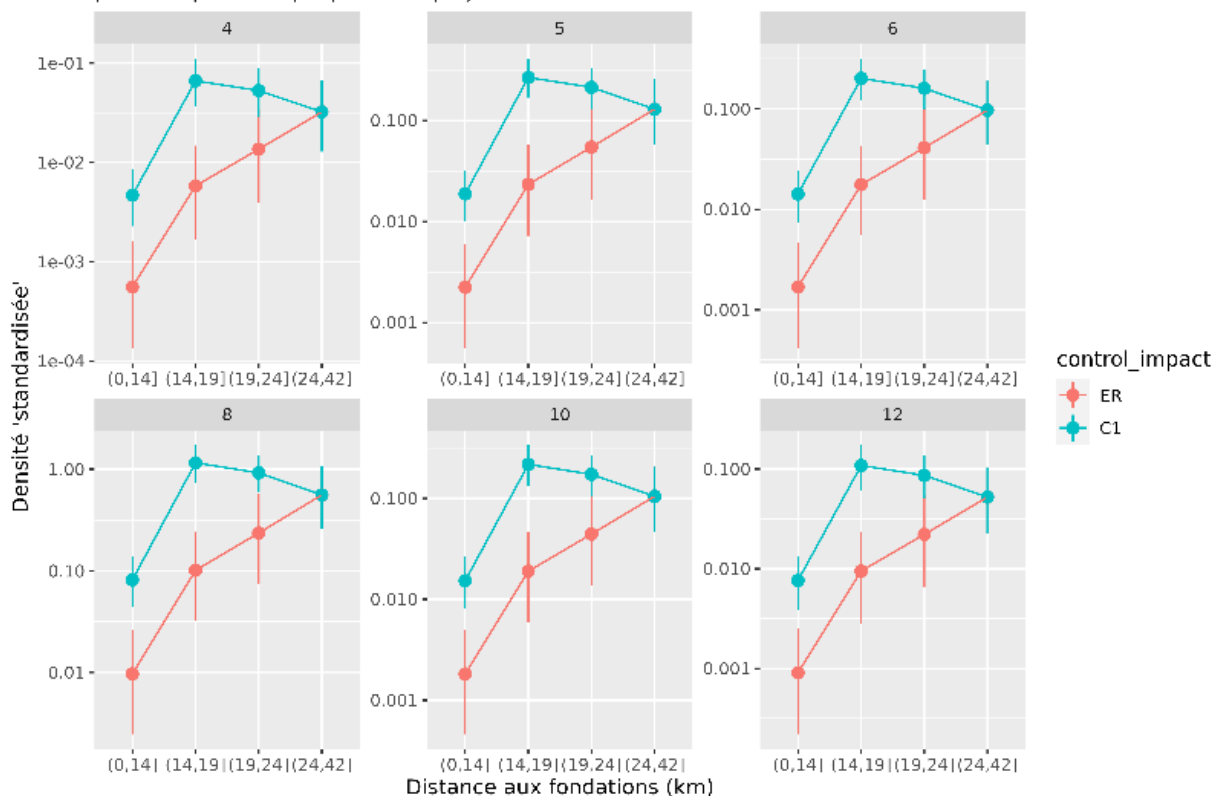 4 5 6
1e-01
1e-02
1e-03
1e-04
0.100
0.010
0.001
0.100
0.010
0.001
(0,14] (14,19] (19,24] (24,42]
(0,14] (14,19] (19,24] (24,42]
(0,14] (14,19] (19,24] (24,42]
Densité 'standardisée'
8 10 12
1.00
0.10
0.01
0.100
0.010
0.001
0.100
0.010
0.001
(0,14] (14,19] (19,24] (24,42]
(0,14] (14,19] (19,24] (24,42]
(0,14] (14,19] (19,24] (24,42]
Distance aux fondations (km)
control_impact
ER
C1